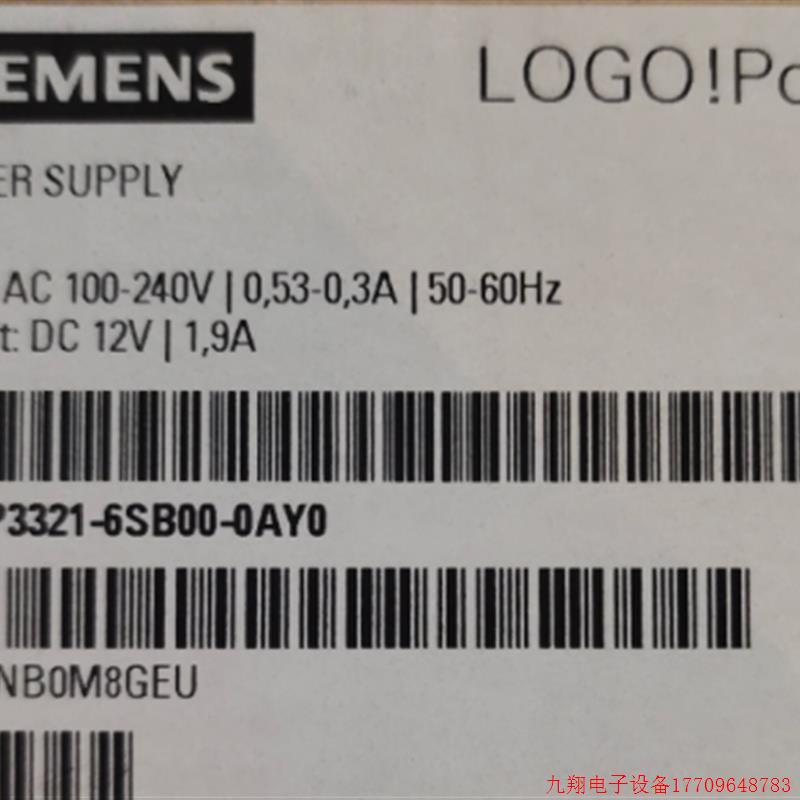 EMENS
LOGO!Po
ER SUPPLY
AC 100-240V | 0,53-0,3A | 50-60Hz
t: DC 12V | 1,9A
P3321-6SB00-0AY0
NB0M8GEU
九翔电子设备17709648783